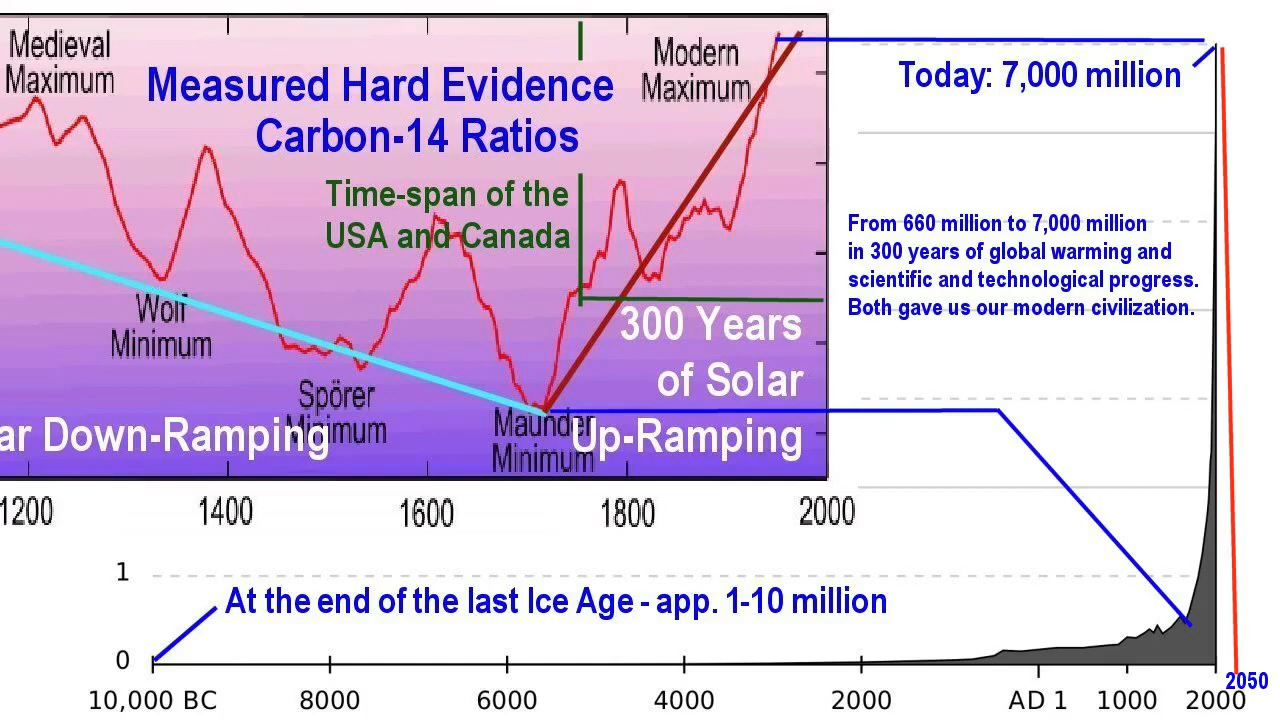 Medieval
Maximum
Measured Hard Evidence
Carbon-14 Ratios
Modern
Maximum
Today: 7,000 million
Time-span of the
USA and Canada
From 660 million to 7,000 million
in 300 years of global warming and
scientific and technological progress.
Both gave us our modern civilization.
Wolf
Minimum
300 Years
of Solar
Up-Ramping
Spörer
Minimum
Maunder
Minimum
ar Down-Ramping
1200 1400 1600 1800 2000
1
At the end of the last Ice Age - app. 1-10 million
0
2050
10,000 BC 8000 6000 4000 2000 AD 1 1000 2000